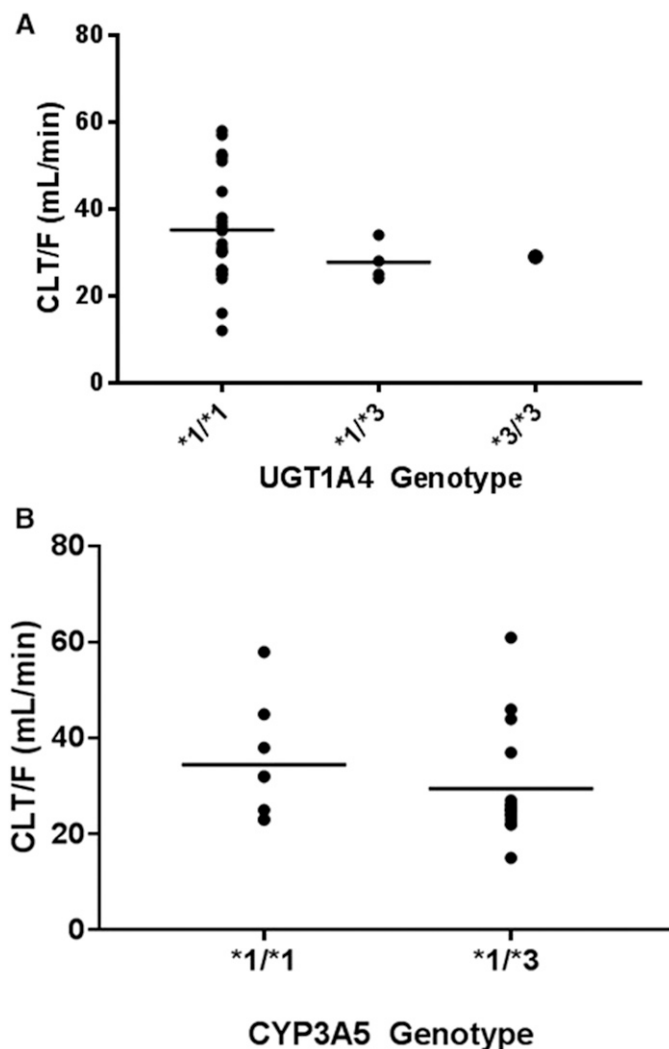 A
80
60
40
20
0
CLT/F (mL/min)
*1/*1
*1/*3
*3/*3
UGT1A4 Genotype
B
80
60
40
20
0
CLT/F (mL/min)
*1/*1
*1/*3
CYP3A5 Genotype